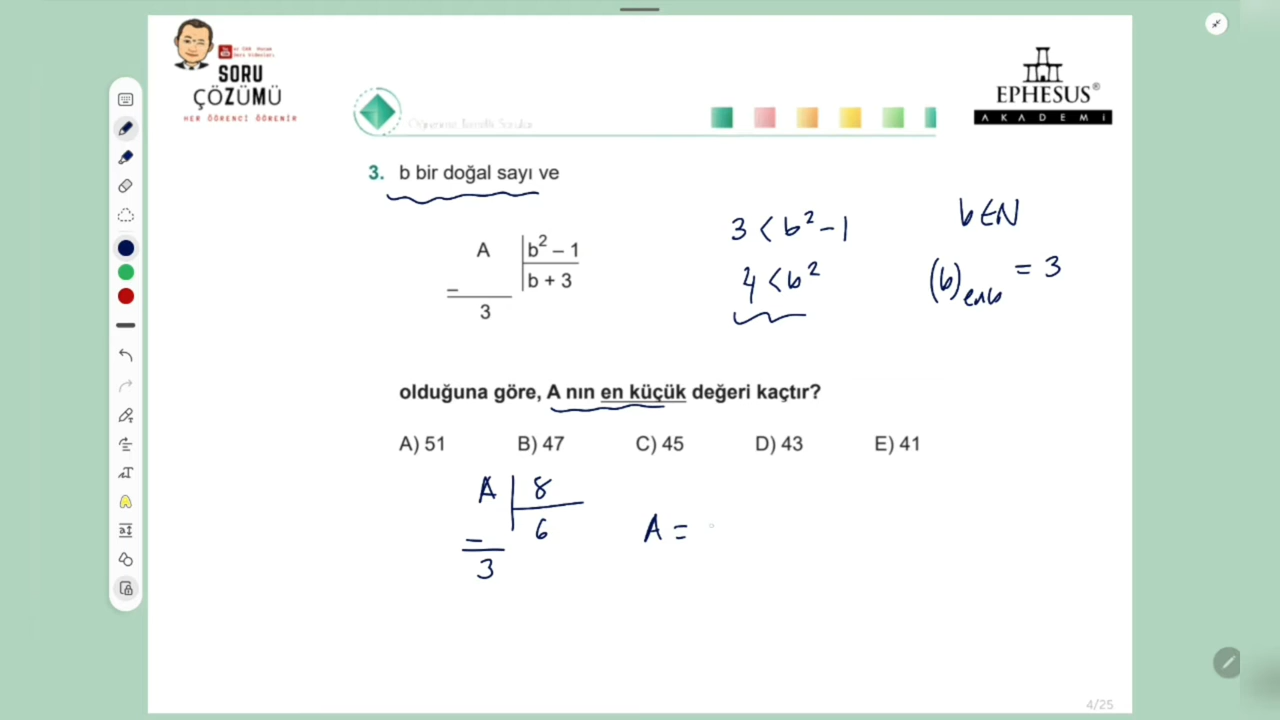 SORU
ÇÖZÜMÜ
HER ÖĞRENCİ ÖĞRENİR
EPHESUS®
AKADEMİ
3. b bir doğal sayı ve
A b² – 1
b + 3
–
3
3 < b² – 1
4 < b²
b ∈ N
(b)enb = 3
olduğuna göre, A nın en küçük değeri kaçtır?
A) 51 B) 47 C) 45 D) 43 E) 41
A 8
6
–
3
A =
4/25